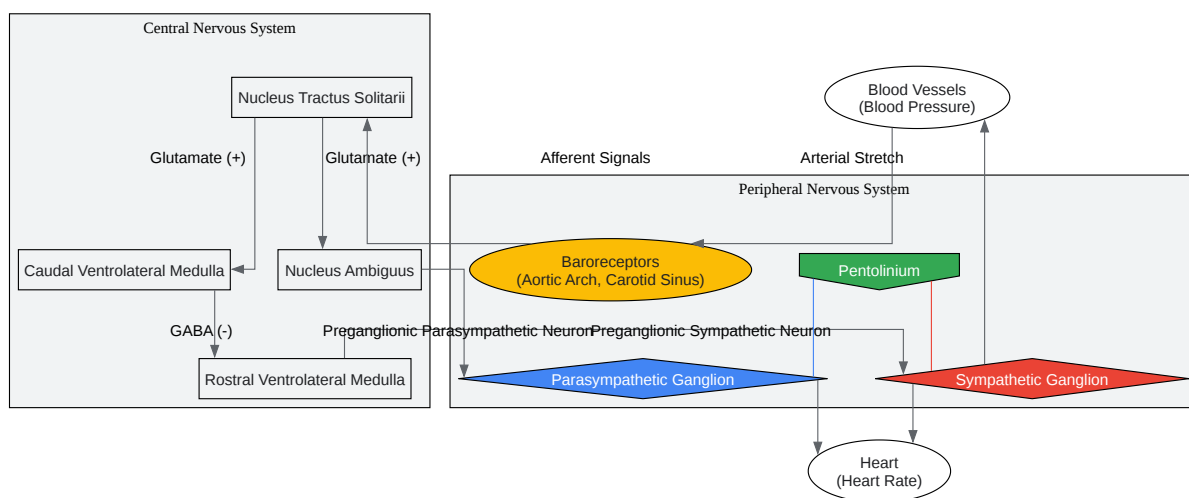 Central Nervous System
Nucleus Tractus Solitarii
Blood Vessels
(Blood Pressure)
Glutamate (+)
Glutamate (+)
Afferent Signals
Arterial Stretch
Peripheral Nervous System
Caudal Ventrolateral Medulla
Nucleus Ambiguus
Baroreceptors
(Aortic Arch, Carotid Sinus)
Pentolinium
GABA (-)
Preganglionic Parasympathetic Neuron
Preganglionic Sympathetic Neuron
Rostral Ventrolateral Medulla
Parasympathetic Ganglion
Sympathetic Ganglion
Heart
(Heart Rate)